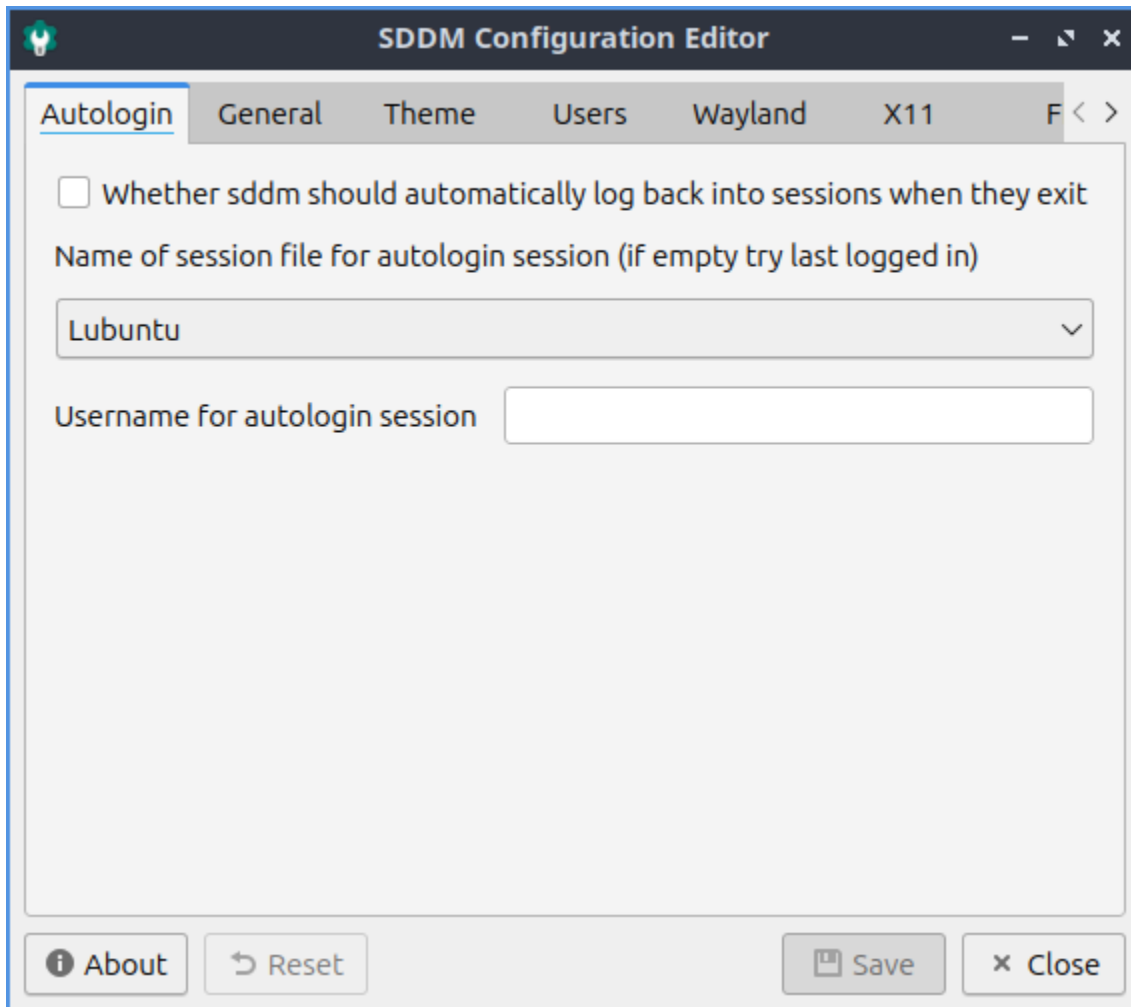 SDDM Configuration Editor
Autologin General Theme Users Wayland X11 F
Whether sddm should automatically log back into sessions when they exit
Name of session file for autologin session (if empty try last logged in)
Lubuntu
Username for autologin session
About Reset Save Close